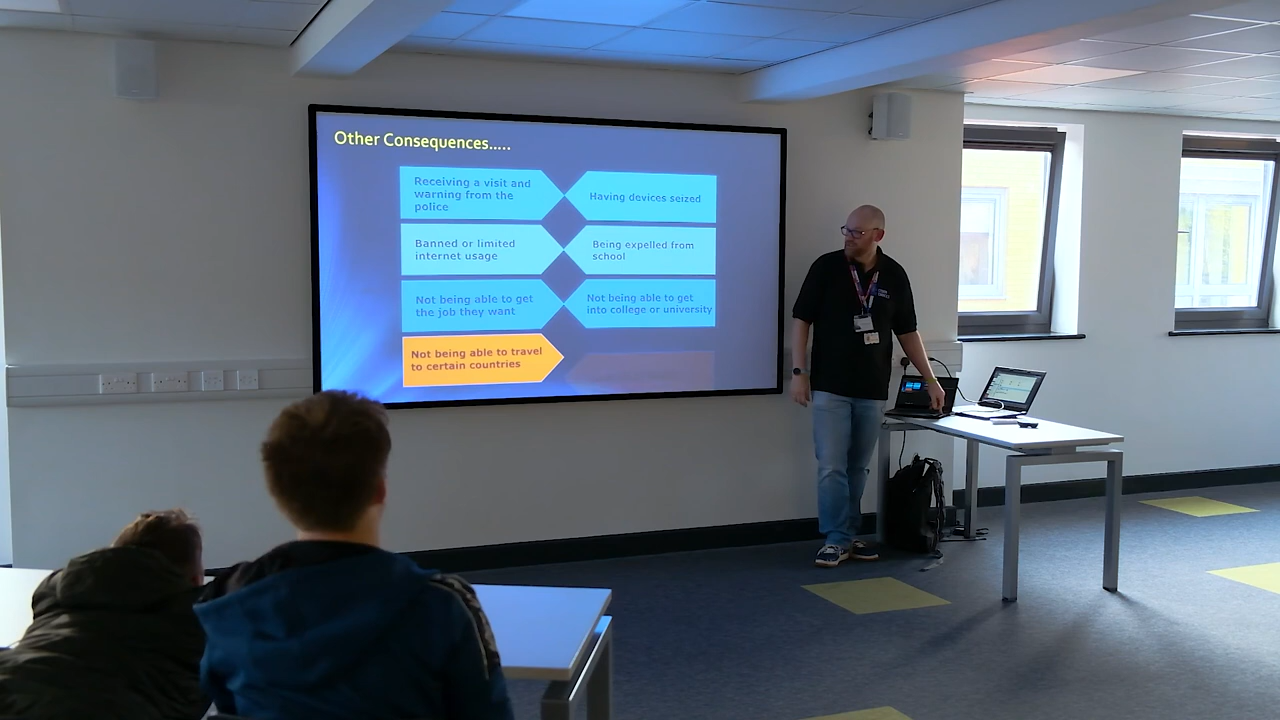 Other Consequences.....
Receiving a visit and
warning from the
police
Having devices seized
Banned or limited
internet usage
Being expelled from
school
Not being able to get
the job they want
Not being able to get
into college or university
Not being able to travel
to certain countries